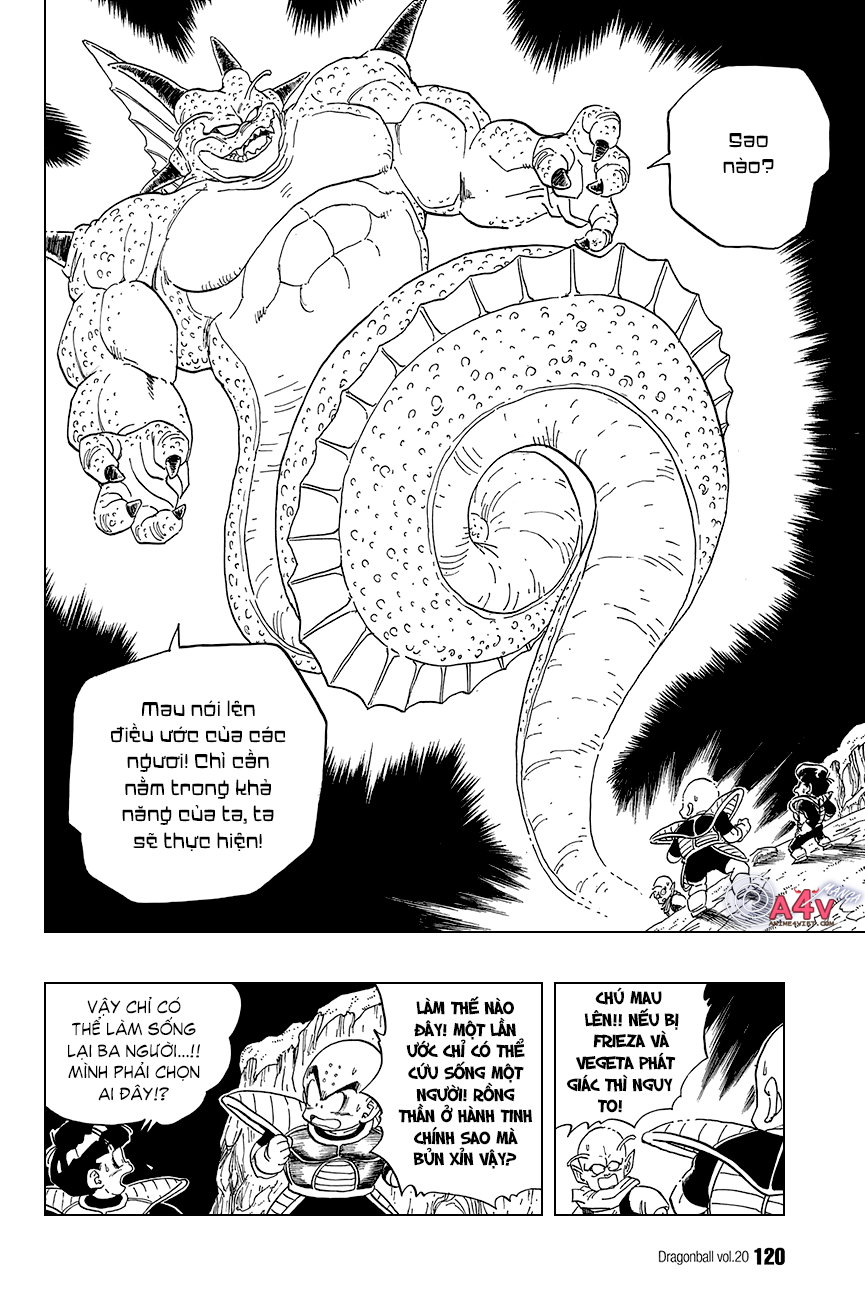 Sao
nào?
Mau nói lên
điều ước của các
ngươi! Chỉ cần
nằm trong khả
năng của ta, ta
sẽ thực hiện!
A4V
ANIME4VIET.COM
VẬY CHỈ CÓ
THỂ LÀM SỐNG
LẠI BA NGƯỜI...!!
MÌNH PHẢI CHỌN
AI ĐÂY!?
LÀM THẾ NÀO
ĐÂY! MỘT LẦN
ƯỚC CHỈ CÓ THỂ
CỨU SỐNG MỘT
NGƯỜI! RỒNG
THẦN Ở HÀNH TINH
CHÍNH SAO MÀ
BỦN XỈN VẬY?
CHÚ MAU
LÊN!! NẾU BỊ
FRIEZA VÀ
VEGETA PHÁT
GIÁC THÌ NGUY
TO!
Dragonball vol.20 120